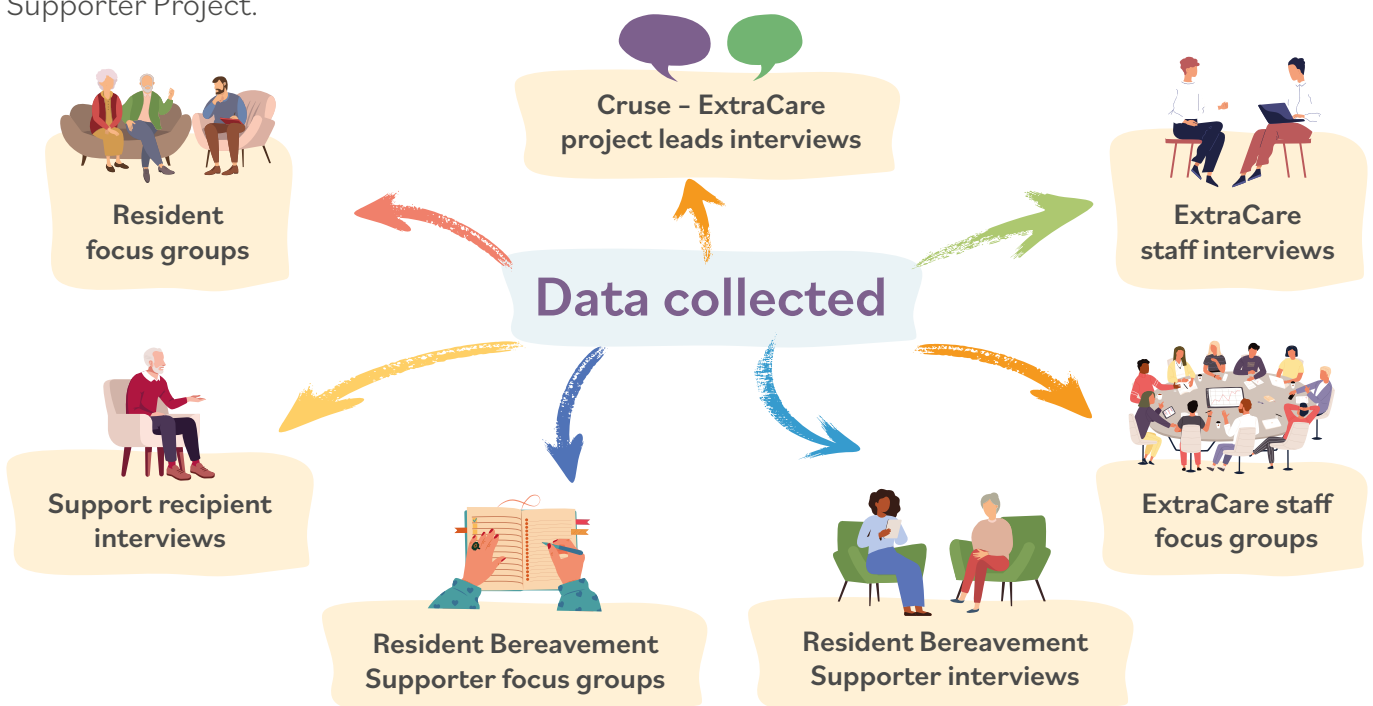 Supporter Project.
Cruse – ExtraCare
project leads interviews
Resident
focus groups
ExtraCare
staff interviews
Data collected
Support recipient
interviews
ExtraCare staff
focus groups
Resident Bereavement
Supporter focus groups
Resident Bereavement
Supporter interviews